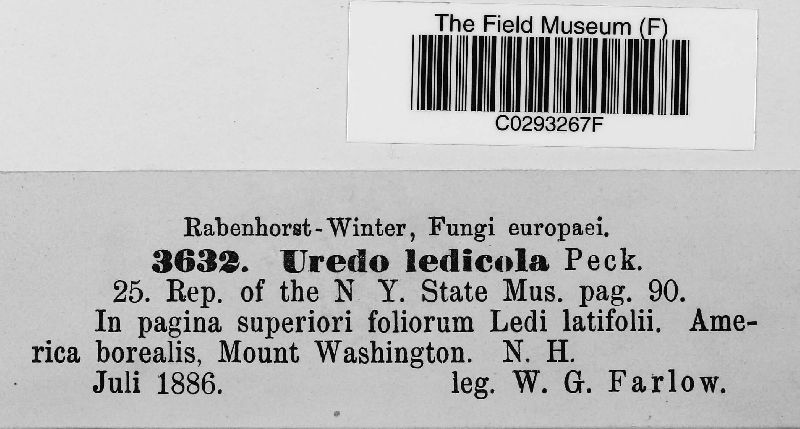 The Field Museum (F)
C0293267F
Rabenhorst-Winter, Fungi europaei.
3632. Uredo ledicola Peck.
25. Rep. of the N Y. State Mus. pag. 90.
In pagina superiori foliorum Ledi latifolii. Ame-
rica borealis, Mount Washington. N. H.
Juli 1886. leg. W. G. Farlow.